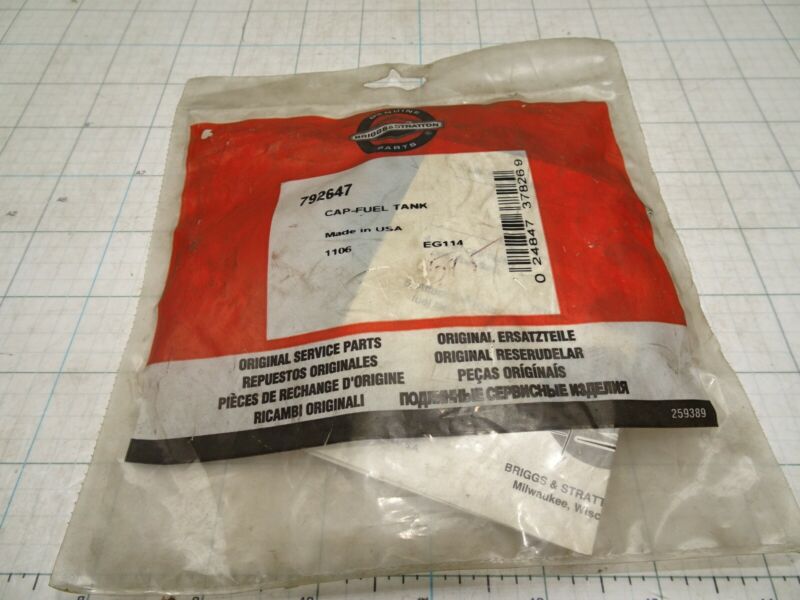 GENUINE
BRIGGS & STRATTON
PARTS
792647
CAP-FUEL TANK
Made in USA
1106 EG114
0 24847 37826 9
ORIGINAL SERVICE PARTS
REPUESTOS ORIGINALES
PIÈCES DE RECHANGE D'ORIGINE
RICAMBI ORIGINALI
ORIGINAL ERSATZTEILE
ORIGINAL RESERUDELAR
PEÇAS ORIGÍNAIS
ПОДЛИННЫЕ СЕРВИСНЫЕ ИЗДЕЛИЯ
259389
BRIGGS & STRATT
Milwaukee, Wisc